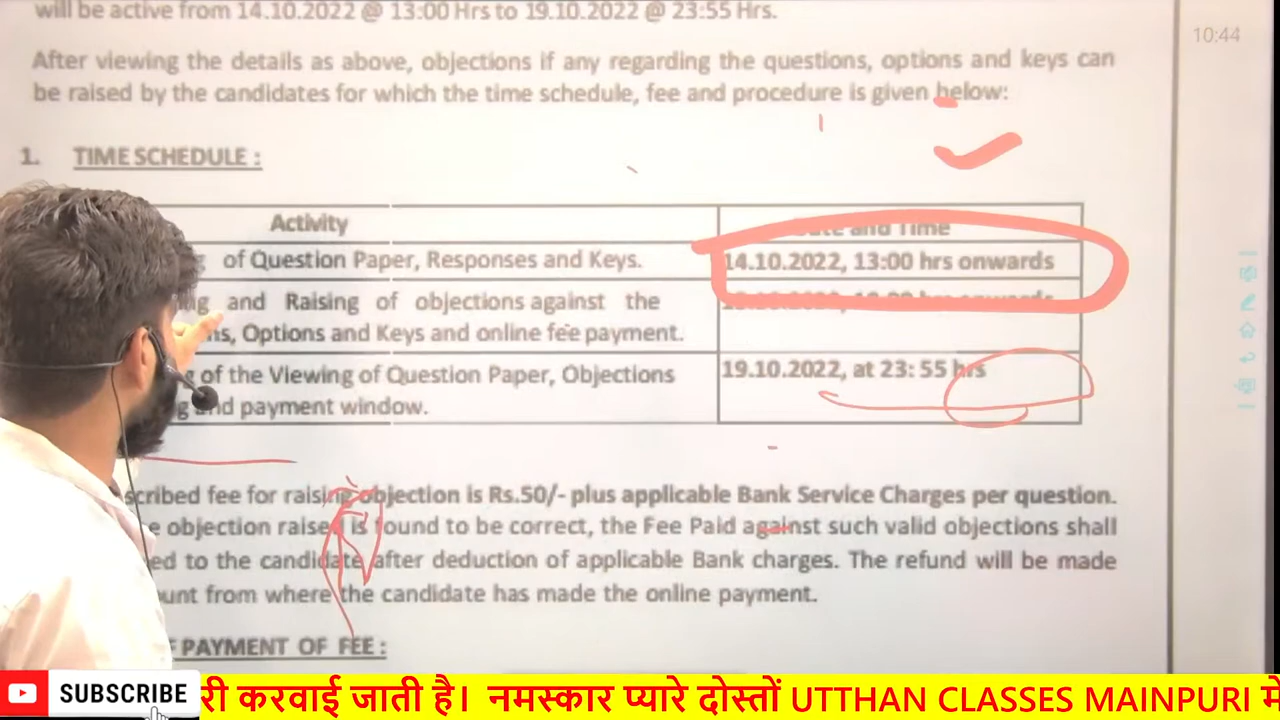 will be active from 14.10.2022 @ 13:00 Hrs to 19.10.2022 @ 23:55 Hrs.
10:44
After viewing the details as above, objections if any regarding the questions, options and keys can
be raised by the candidates for which the time schedule, fee and procedure is given below:
1. TIME SCHEDULE :
Activity and Time
of Question Paper, Responses and Keys. 14.10.2022, 13:00 hrs onwards
and Raising of objections against the
Options and Keys and online fee payment.
of the Viewing of Question Paper, Objections 19.10.2022, at 23: 55 hrs
and payment window.
fee for raising objection is Rs.50/- plus applicable Bank Service Charges per question.
objection raised is found to be correct, the Fee Paid against such valid objections shall
to the candidate after deduction of applicable Bank charges. The refund will be made
from where the candidate has made the online payment.
PAYMENT OF FEE :
SUBSCRIBE
री करवाई जाती है। नमस्कार प्यारे दोस्तों UTTHAN CLASSES MAINPURI में